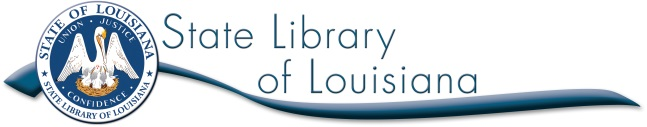 STATE OF LOUISIANA
UNION · JUSTICE
· CONFIDENCE ·
STATE LIBRARY OF LOUISIANA
State Library
of Louisiana